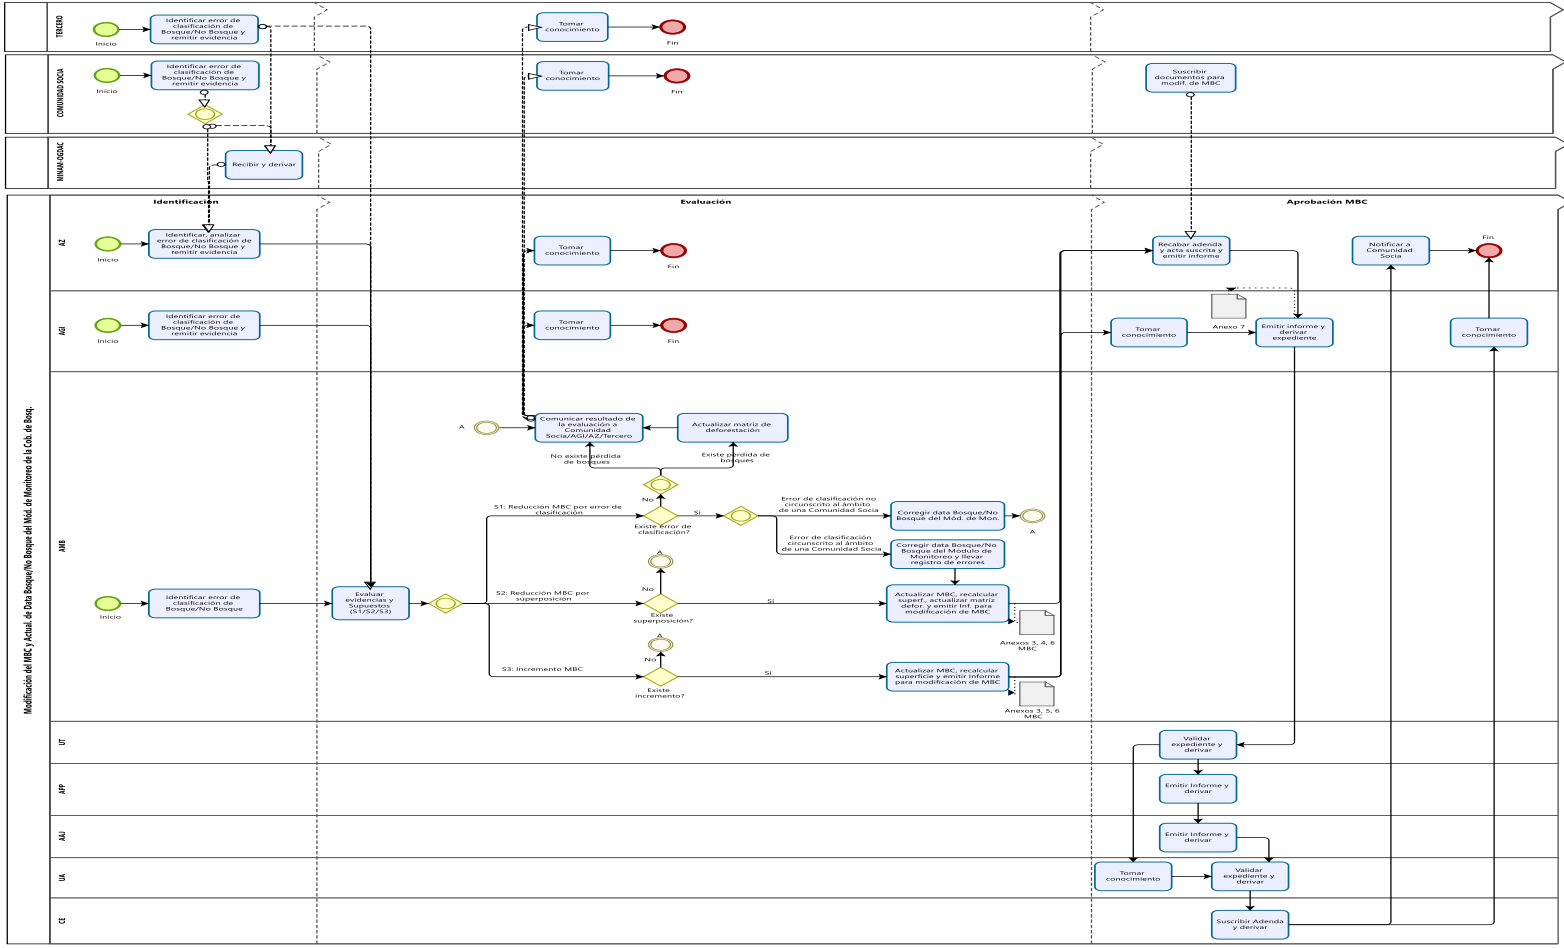 TERCERO
Inicio
Identificar error de
clasificación de
Bosque/No Bosque y
remitir evidencia
Tomar
conocimiento
Fin
COMUNIDAD SOCIA
Inicio
Identificar error de
clasificación de
Bosque/No Bosque y
remitir evidencia
Tomar
conocimiento
Fin
Suscribir
documentos para
modif. de MBC
MINAM-OGDAC
Recibir y derivar
Modificación del MBC y Actual. de Data Bosque/No Bosque del Mód. de Monitoreo de la Cob. de Bosq.
Identificación
Evaluación
Aprobación MBC
AZ
Inicio
Identificar, analizar
error de clasificación de
Bosque/No Bosque y
remitir evidencia
Tomar
conocimiento
Fin
Recabar adenda
y acta suscrita y
emitir informe
Notificar a
Comunidad
Socia
Fin
AGI
Inicio
Identificar error de
clasificación de
Bosque/No Bosque y
remitir evidencia
Tomar
conocimiento
Fin
Tomar
conocimiento
Anexo 7
Emitir informe y
derivar
expediente
Tomar
conocimiento
AMB
A
Comunicar resultado de
la evaluación a
Comunidad
Socia/AGI/AZ/Tercero
Actualizar matriz de
deforestación
No existe pérdida
de bosques
Existe pérdida de
bosques
No
S1: Reducción MBC por error de
clasificación
Existe error de
clasificación?
Si
Error de clasificación no
circunscrito al ámbito
de una Comunidad Socia
Corregir data Bosque/No
Bosque del Mód. de Mon.
A
Error de clasificación
circunscrito al ámbito
de una Comunidad Socia
Corregir data Bosque/No
Bosque del Módulo de
Monitoreo y llevar
registro de errores
A
No
Inicio
Identificar error de
clasificación de
Bosque/No Bosque
Evaluar
evidencias y
Supuestos
(S1/S2/S3)
S2: Reducción MBC por
superposición
Existe
superposición?
Si
Actualizar MBC, recalcular
superf., actualizar matriz
defor. y emitir Inf. para
modificación de MBC
Anexos 3, 4, 6
MBC
A
No
S3: Incremento MBC
Existe
incremento?
Si
Actualizar MBC, recalcular
superficie y emitir Informe
para modificación de MBC
Anexos 3, 5, 6
MBC
UT
Validar
expediente y
derivar
APP
Emitir Informe y
derivar
AAJ
Emitir Informe y
derivar
UA
Tomar
conocimiento
Validar
expediente y
derivar
CE
Suscribir Adenda
y derivar